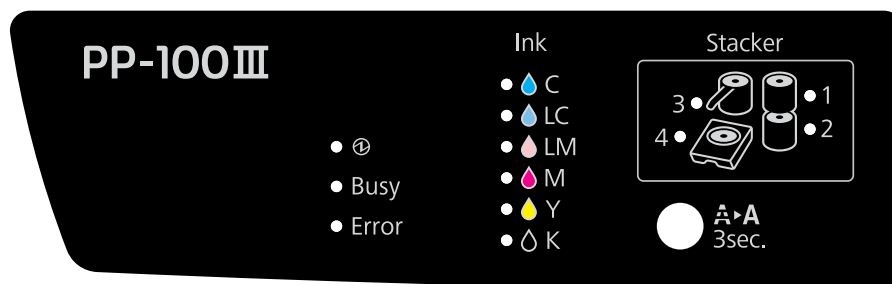 PP-100III
Busy
Error
Ink
C
LC
LM
M
Y
K
Stacker
3
1
4
2
A▸A
3sec.